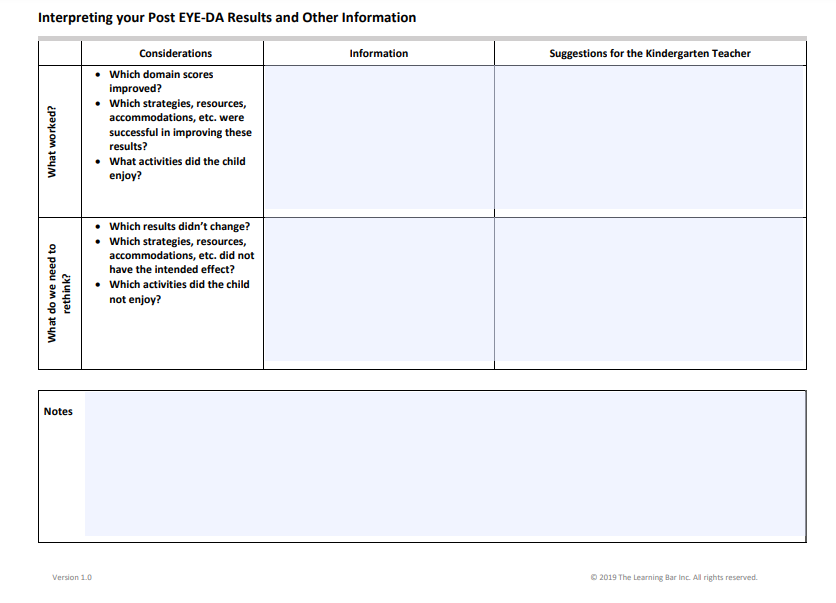 Interpreting your Post EYE-DA Results and Other Information
Considerations
Information
Suggestions for the Kindergarten Teacher
What worked?
• Which domain scores
improved?
• Which strategies, resources,
accommodations, etc. were
successful in improving these
results?
• What activities did the child
enjoy?
What do we need to
rethink?
• Which results didn’t change?
• Which strategies, resources,
accommodations, etc. did not
have the intended effect?
• Which activities did the child
not enjoy?
Notes
Version 1.0
© 2019 The Learning Bar Inc. All rights reserved.